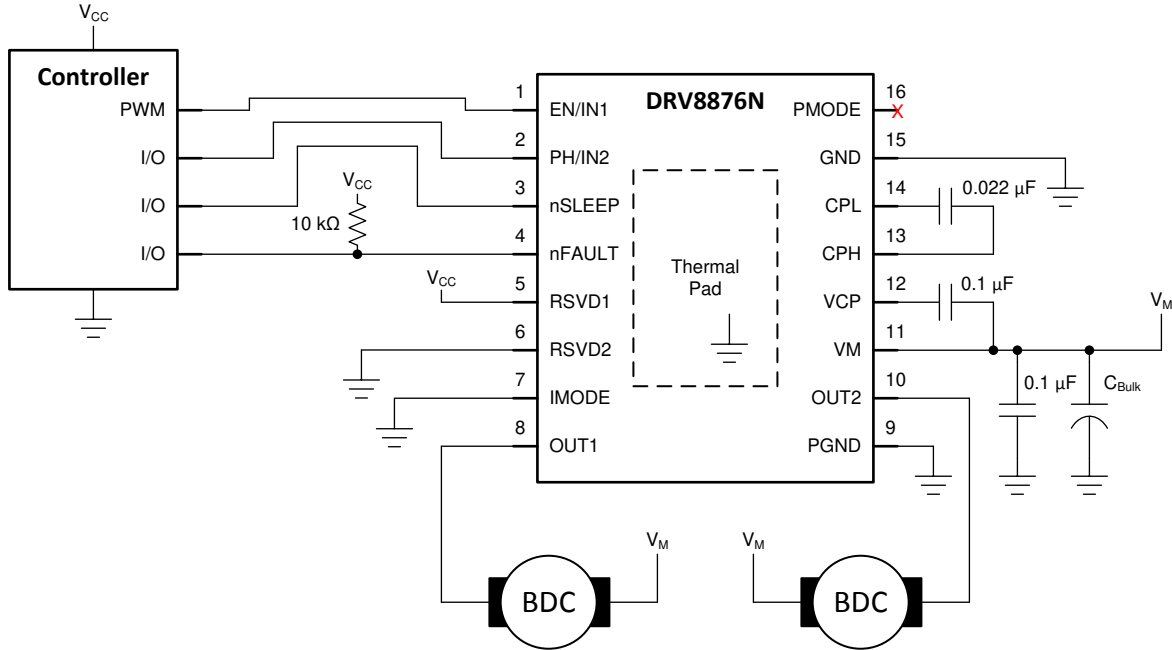 VCC
Controller
PWM
I/O
I/O
I/O
VCC
10 kΩ
VCC
1
2
3
4
5
6
7
8
EN/IN1
PH/IN2
nSLEEP
nFAULT
RSVD1
RSVD2
IMODE
OUT1
DRV8876N
Thermal
Pad
PMODE
GND
CPL
CPH
VCP
VM
OUT2
PGND
16
15
14
13
12
11
10
9
X
0.022 µF
0.1 µF
VM
0.1 µF
CBulk
BDC
VM
VM
BDC